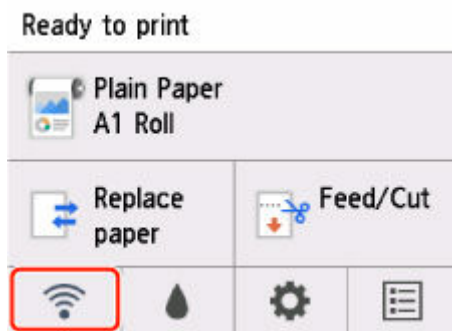 Ready to print
Plain Paper
A1 Roll
Replace
paper
Feed/Cut